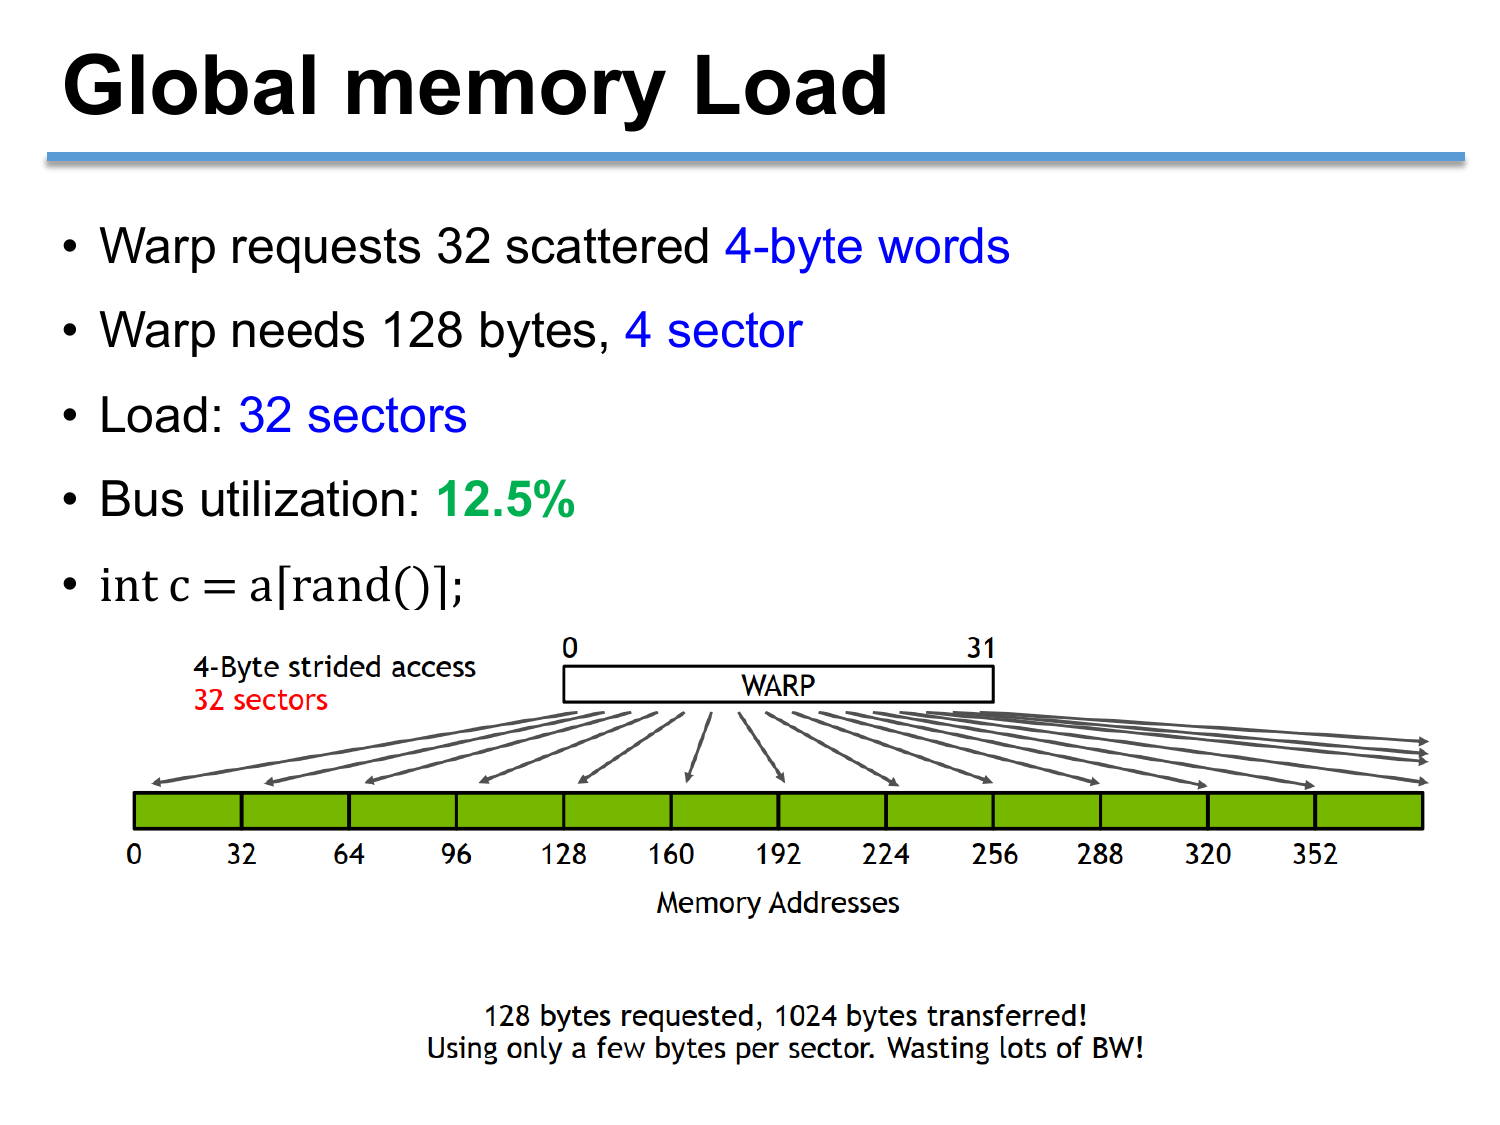 Global memory Load
• Warp requests 32 scattered 4-byte words
• Warp needs 128 bytes, 4 sector
• Load: 32 sectors
• Bus utilization: 12.5%
• int c = a[rand()];
0 31
4-Byte strided access
32 sectors
WARP
0 32 64 96 128 160 192 224 256 288 320 352
Memory Addresses
128 bytes requested, 1024 bytes transferred!
Using only a few bytes per sector. Wasting lots of BW!